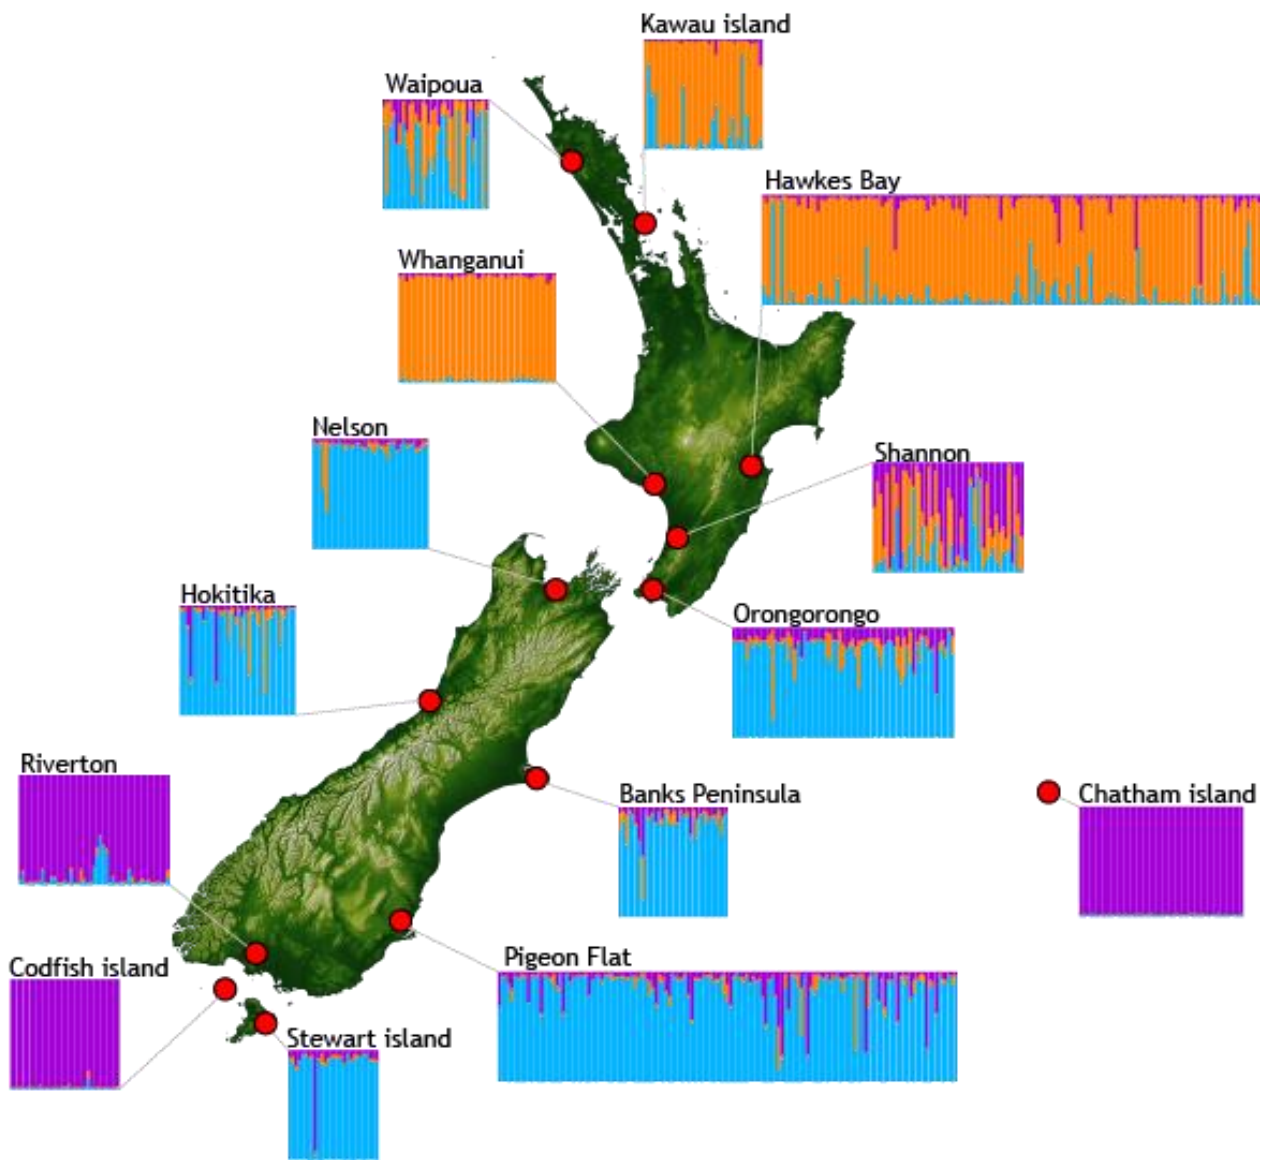 Kawau island
Waipoua
Hawkes Bay
Whanganui
Nelson
Shannon
Hokitika
Orongorongo
Riverton
Banks Peninsula
Chatham island
Pigeon Flat
Codfish island
Stewart island